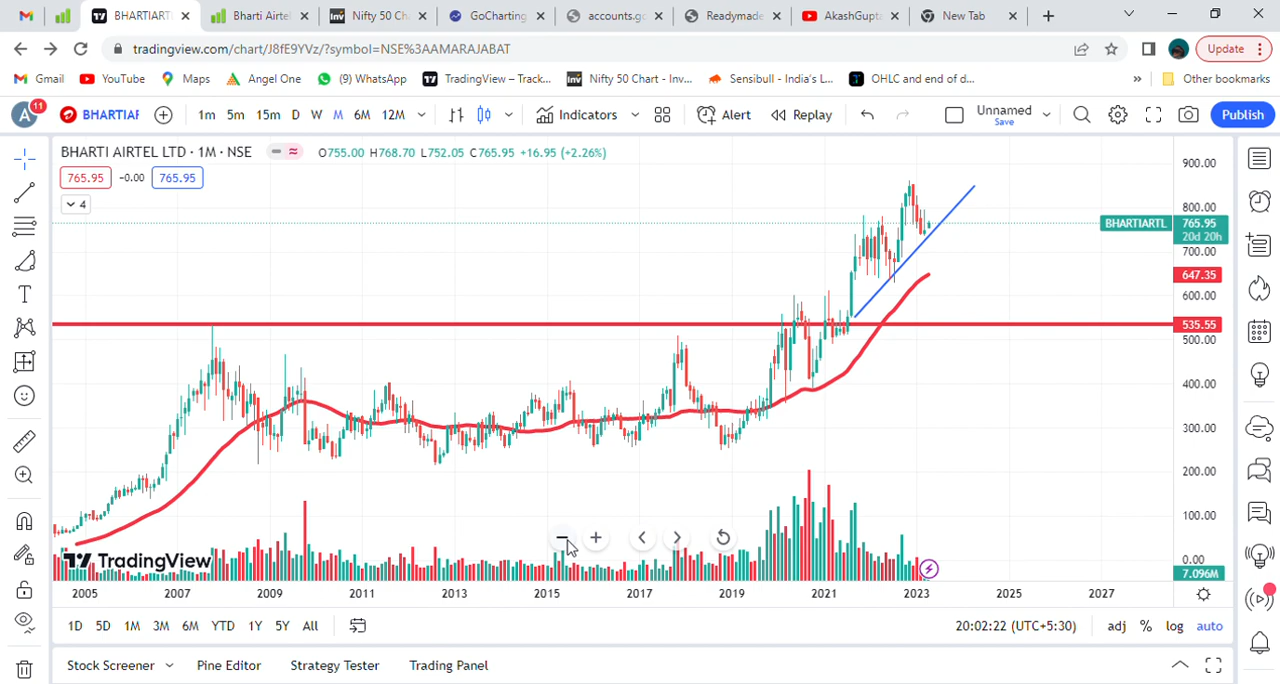 BHARTIART
Bharti Airtel
Nifty 50 Ch
GoCharting
accounts.go
Readymade
AkashGupta
New Tab
tradingview.com/chart/J8fE9YVz/?symbol=NSE%3AAMARAJABAT
Update
Gmail
YouTube
Maps
Angel One
(9) WhatsApp
TradingView – Track...
Nifty 50 Chart - Inv...
Sensibull - India's L...
OHLC and end of d...
»
Other bookmarks
A
11
BHARTIAR
1m 5m 15m D W M 6M 12M
Indicators
Alert
Replay
Unnamed
Save
Publish
BHARTI AIRTEL LTD · 1M · NSE
O755.00 H768.70 L752.05 C765.95 +16.95 (+2.26%)
765.95 -0.00 765.95
4
900.00
800.00
BHARTIARTL 765.95
20d 20h
700.00
647.35
600.00
535.55
500.00
400.00
300.00
200.00
100.00
0.00
TradingView
7.096M
2005 2007 2009 2011 2013 2015 2017 2019 2021 2023 2025 2027
1D 5D 1M 3M 6M YTD 1Y 5Y All
20:02:22 (UTC+5:30)
adj % log auto
Stock Screener
Pine Editor
Strategy Tester
Trading Panel